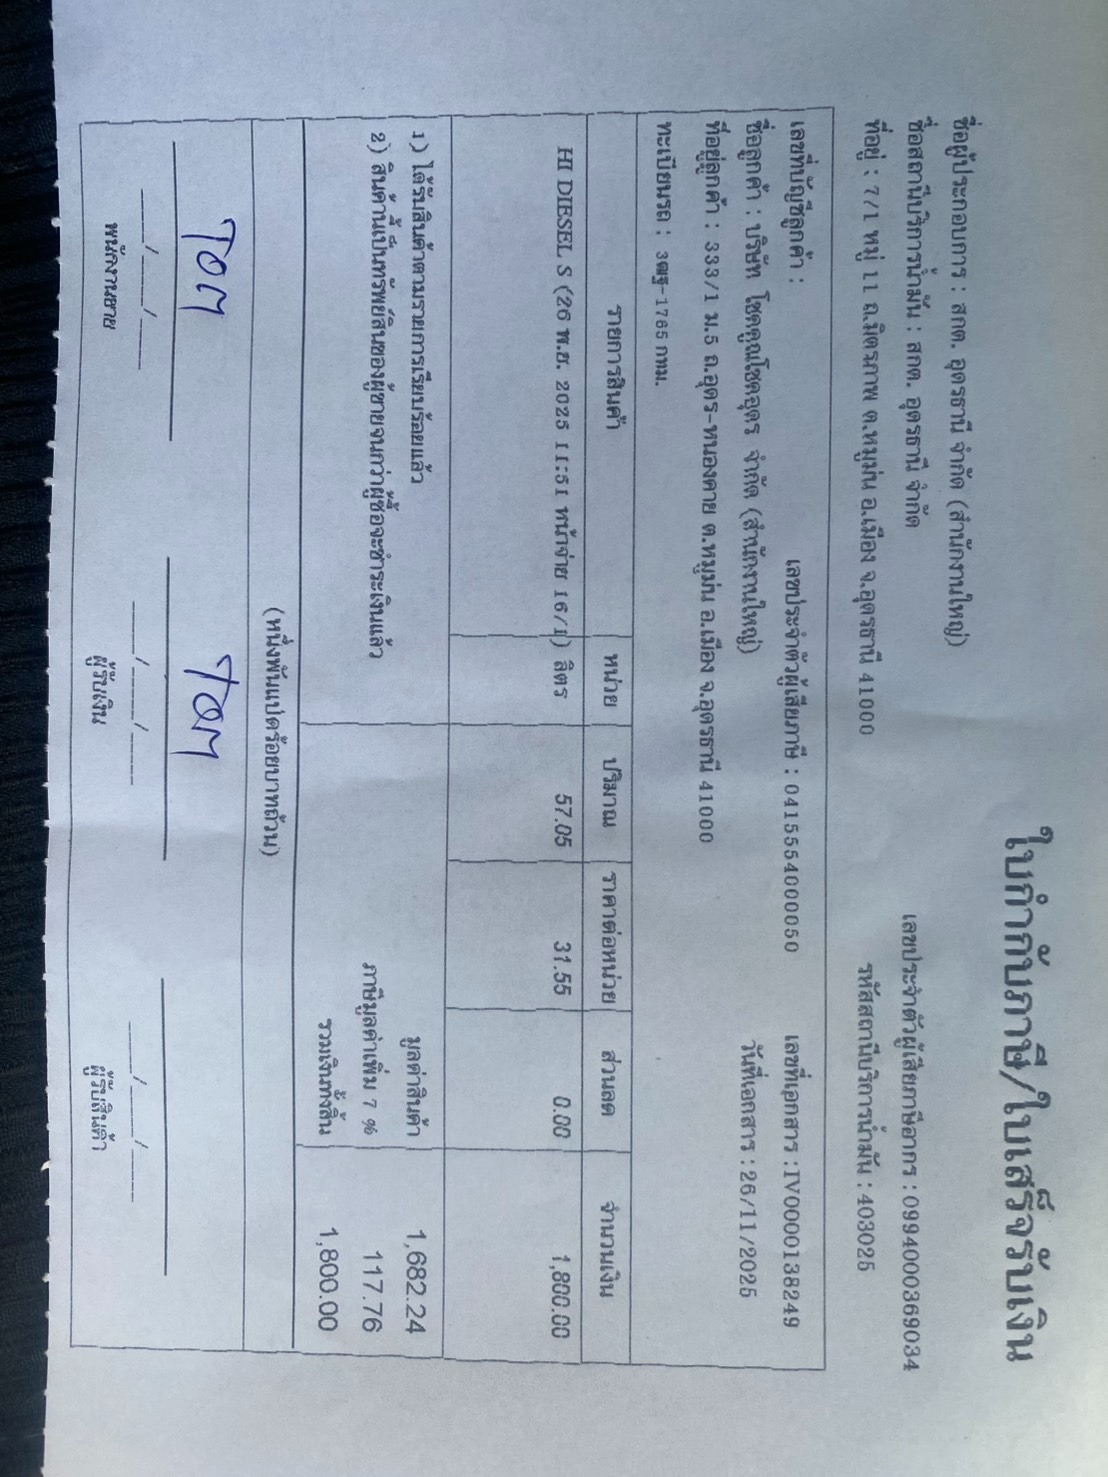 ใบกำกับภาษี/ใบเสร็จรับเงิน
ชื่อผู้ประกอบการ : สกต. อุดรธานี จำกัด (สำนักงานใหญ่) เลขประจำตัวผู้เสียภาษีอากร : 0994000369034
ชื่อสถานีบริการน้ำมัน : สกต. อุดรธานี จำกัด รหัสสถานีบริการน้ำมัน : 403025
ที่อยู่ : 7/1 หมู่ 11 ถ.มิตรภาพ ต.หมูม่น อ.เมือง จ.อุดรธานี 41000
เลขที่บัญชีลูกค้า : เลขประจำตัวผู้เสียภาษี : 0415554000050 เลขที่เอกสาร : IV0000138249
ชื่อลูกค้า : บริษัท โชคคูณโชคอุดร จำกัด (สำนักงานใหญ่) วันที่เอกสาร : 26/11/2025
ที่อยู่ลูกค้า : 333/1 ม.5 ถ.อุดร-หนองคาย ต.หมูม่น อ.เมือง จ.อุดรธานี 41000
ทะเบียนรถ : 3ฒฐ-1765 กทม.
รายการสินค้า หน่วย ปริมาณ ราคาต่อหน่วย ส่วนลด จำนวนเงิน
HI DIESEL S (26 พ.ย. 2025 11:51 หน้าจ่าย 16/1) ลิตร 57.05 31.55 0.00 1,800.00
1) ได้รับสินค้าตามรายการเรียบร้อยแล้ว มูลค่าสินค้า 1,682.24
2) สินค้านี้เป็นทรัพย์สินของผู้ขายจนกว่าผู้ซื้อจะชำระเงินแล้ว ภาษีมูลค่าเพิ่ม 7 % 117.76
รวมเงินทั้งสิ้น 1,800.00
(หนึ่งพันแปดร้อยบาทถ้วน)
TOM TOM
___/___/___ ___/___/___ ___/___/___
พนักงานขาย ผู้รับเงิน ผู้รับสินค้า